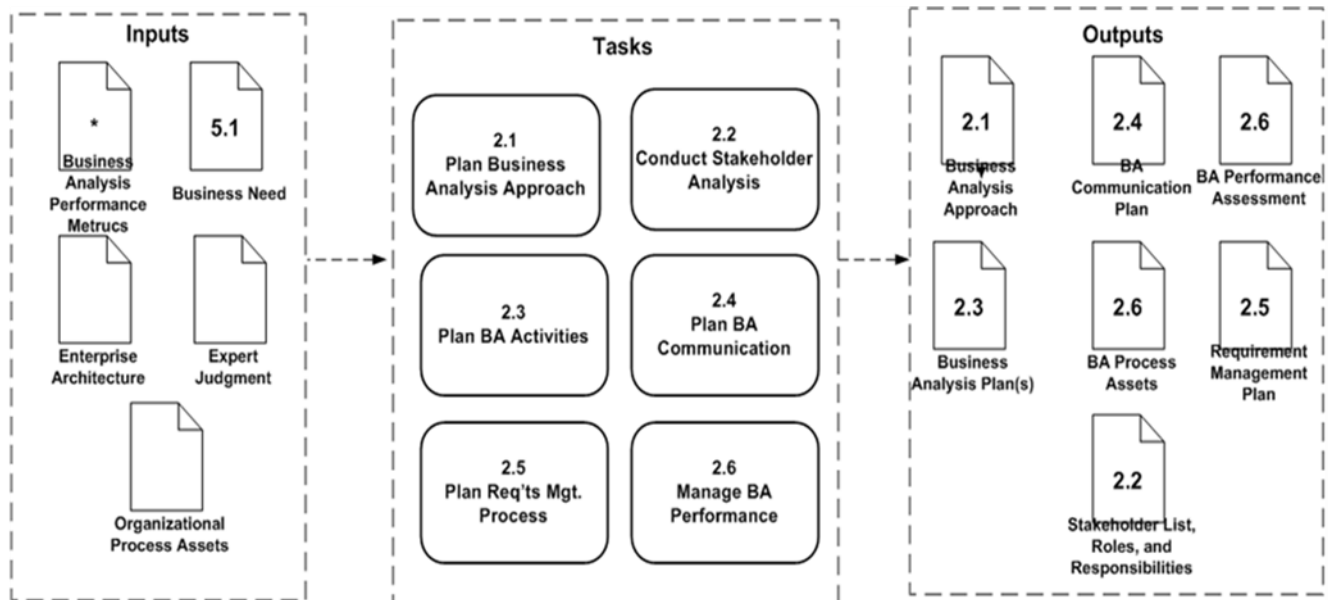 Inputs
*
Business
Analysis
Performance
Metrucs
5.1
Business Need
Enterprise
Architecture
Expert
Judgment
Organizational
Process Assets
Tasks
2.1
Plan Business
Analysis Approach
2.2
Conduct Stakeholder
Analysis
2.3
Plan BA Activities
2.4
Plan BA
Communication
2.5
Plan Req'ts Mgt.
Process
2.6
Manage BA
Performance
Outputs
2.1
Business
Analysis
Approach
2.4
BA
Communication
Plan
2.6
BA Performance
Assessment
2.3
Business
Analysis Plan(s)
2.6
BA Process
Assets
2.5
Requirement
Management
Plan
2.2
Stakeholder List,
Roles, and
Responsibilities